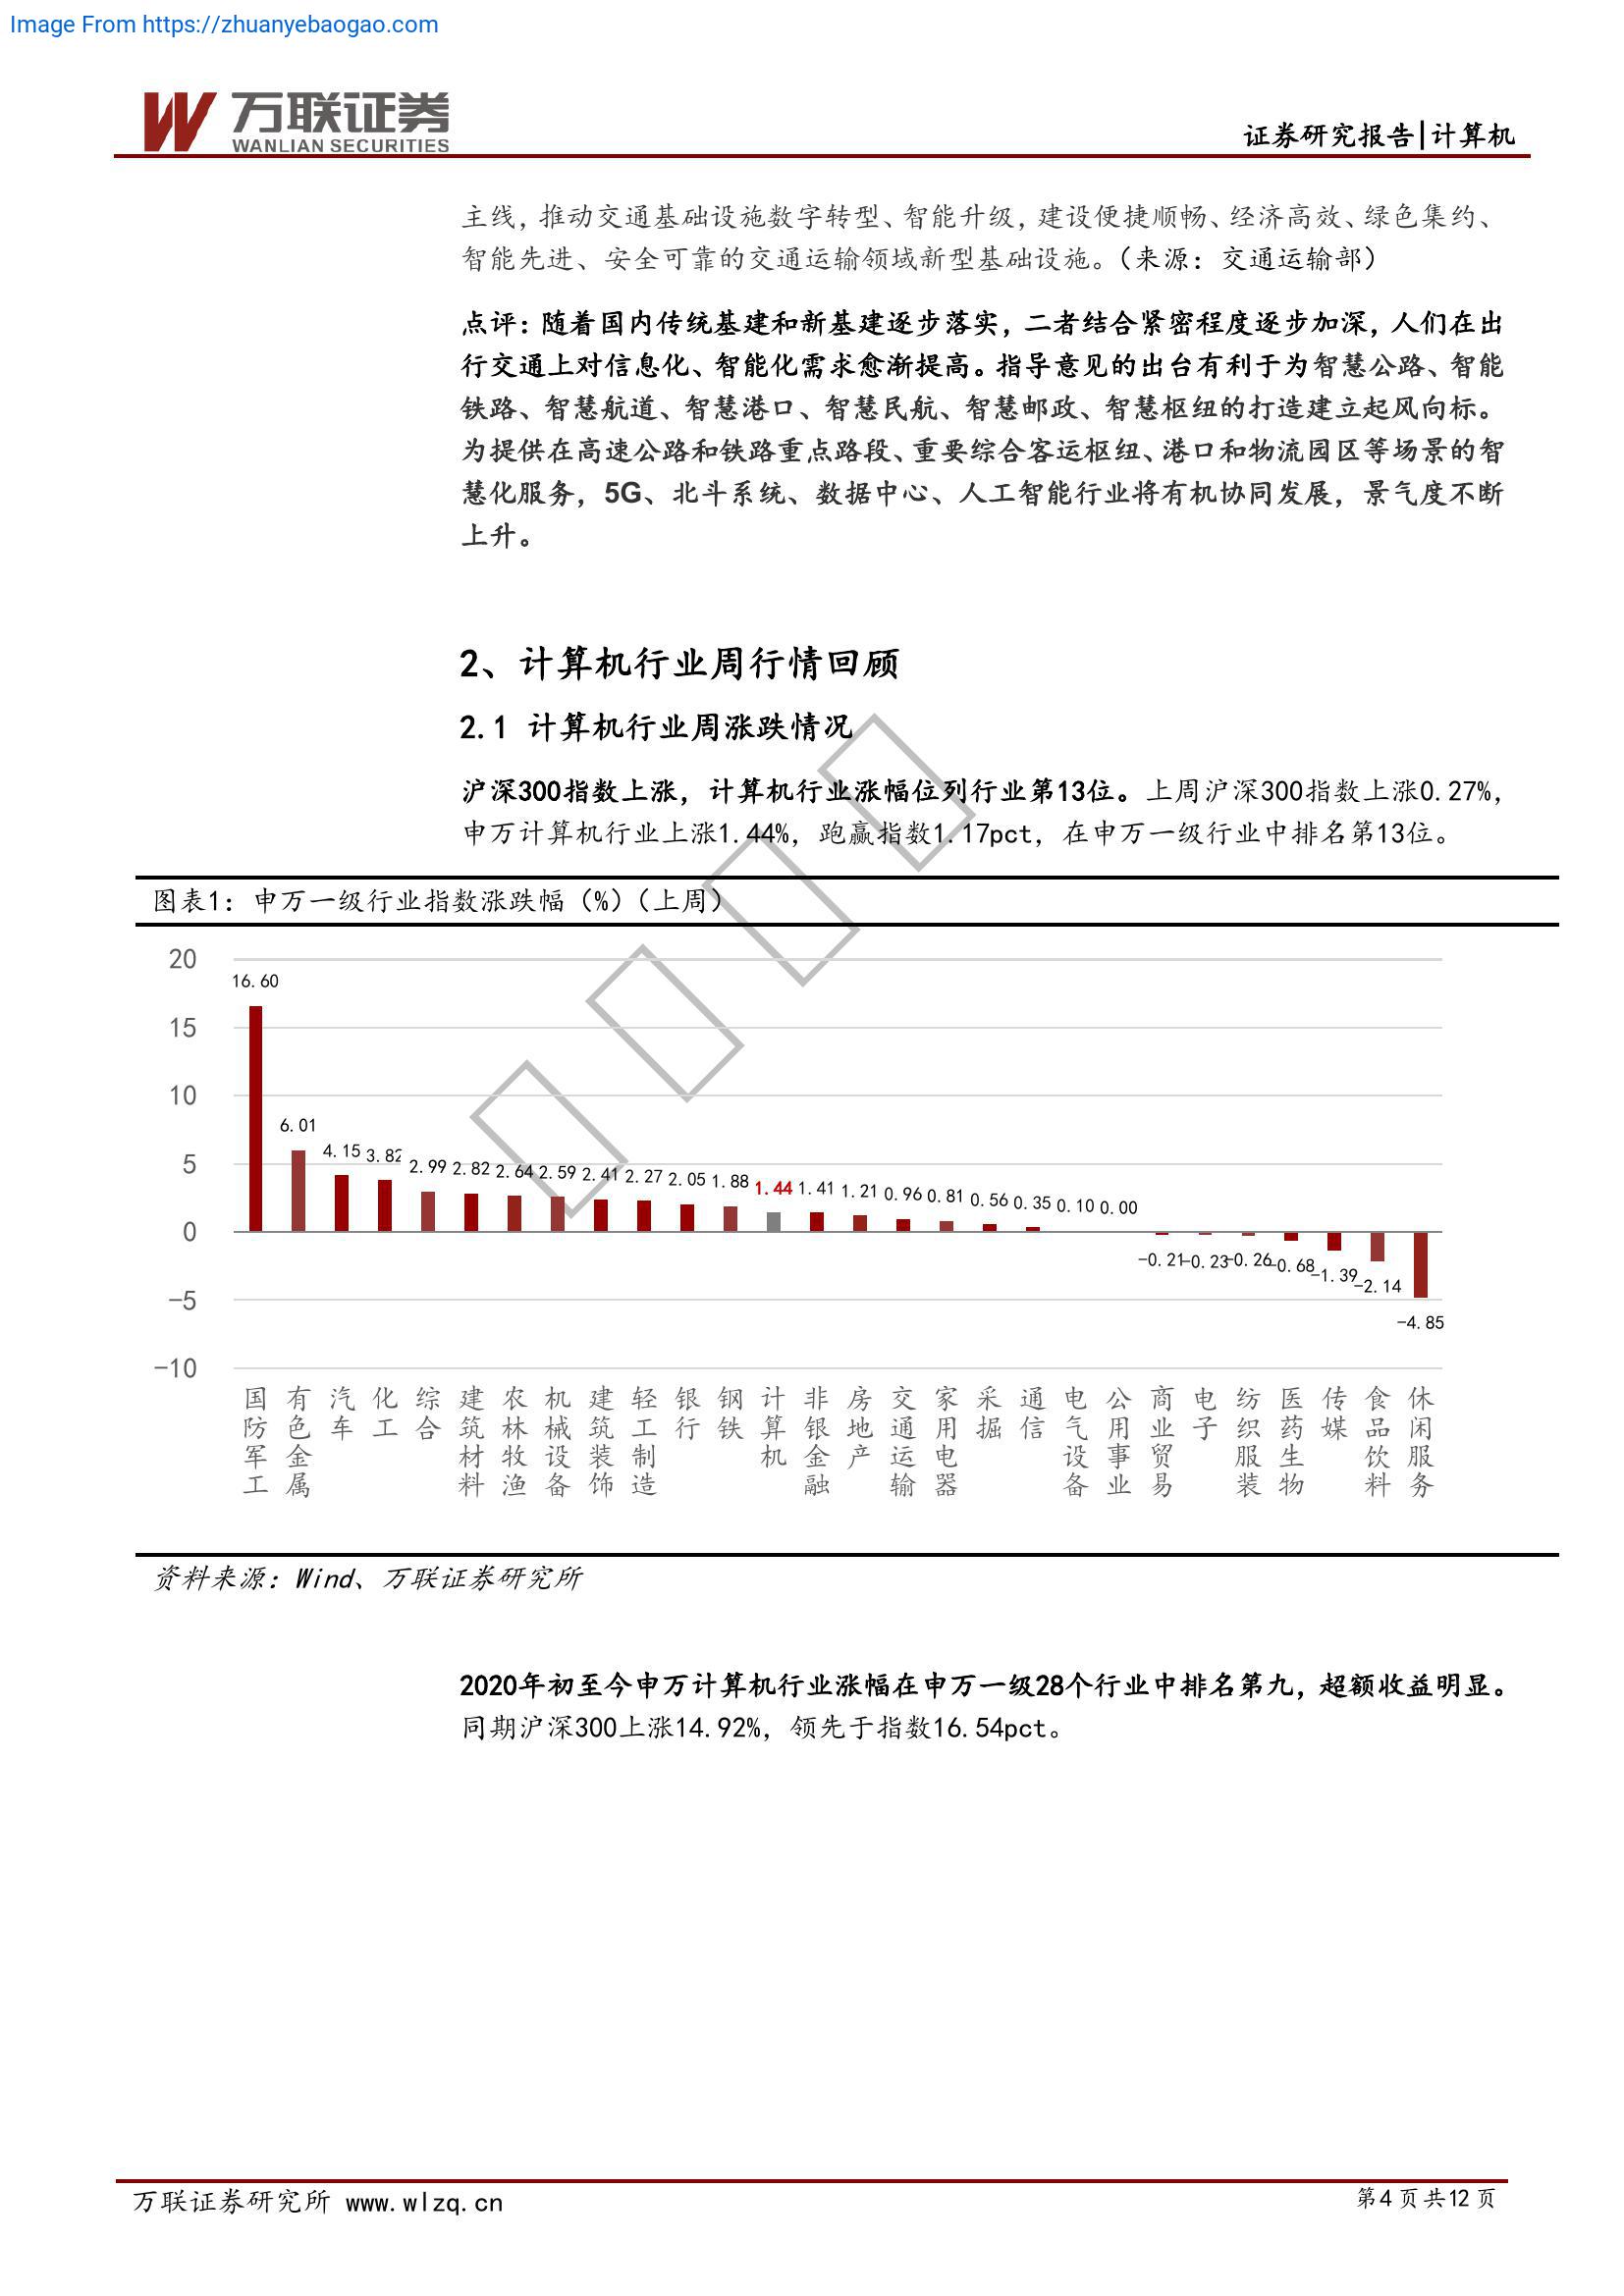 Image From https://zhuanyebaogao.com
万联证券
WANLIAN SECURITIES
证券研究报告|计算机
主线，推动交通基础设施数字转型、智能升级，建设便捷顺畅、经济高效、绿色集约、
智能先进、安全可靠的交通运输领域新型基础设施。（来源：交通运输部）
点评：随着国内传统基建和新基建逐步落实，二者结合紧密程度逐步加深，人们在出
行交通上对信息化、智能化需求愈渐提高。指导意见的出台有利于为智慧公路、智能
铁路、智慧航道、智慧港口、智慧民航、智慧邮政、智慧枢纽的打造建立起风向标。
为提供在高速公路和铁路重点路段、重要综合客运枢纽、港口和物流园区等场景的智
慧化服务，5G、北斗系统、数据中心、人工智能行业将有机协同发展，景气度不断
上升。
2、计算机行业周行情回顾
2.1 计算机行业周涨跌情况
沪深300指数上涨，计算机行业涨幅位列行业第13位。上周沪深300指数上涨0.27%，
申万计算机行业上涨1.44%，跑赢指数1.17pct，在申万一级行业中排名第13位。
图表1：申万一级行业指数涨跌幅（%）（上周）
20
15
10
5
0
-5
-10
16.60 6.01 4.15 3.82 2.99 2.82 2.64 2.59 2.41 2.27 2.05 1.88 1.44 1.41 1.21 0.96 0.81 0.56 0.35 0.10 0.00 -0.21 -0.23 -0.26 -0.68 -1.39 -2.14 -4.85
国防军工 有色金属 汽车 化工 综合 建筑材料 农林牧渔 机械设备 建筑装饰 轻工制造 银行 钢铁 计算机 非银金融 房地产 交通运输 家用电器 采掘 通信 电气设备 公用事业 商业贸易 电子 纺织服装 医药生物 传媒 食品饮料 休闲服务
资料来源：Wind、万联证券研究所
2020年初至今申万计算机行业涨幅在申万一级28个行业中排名第九，超额收益明显。
同期沪深300上涨14.92%，领先于指数16.54pct。
万联证券研究所 www.wlzq.cn
第4页共12页